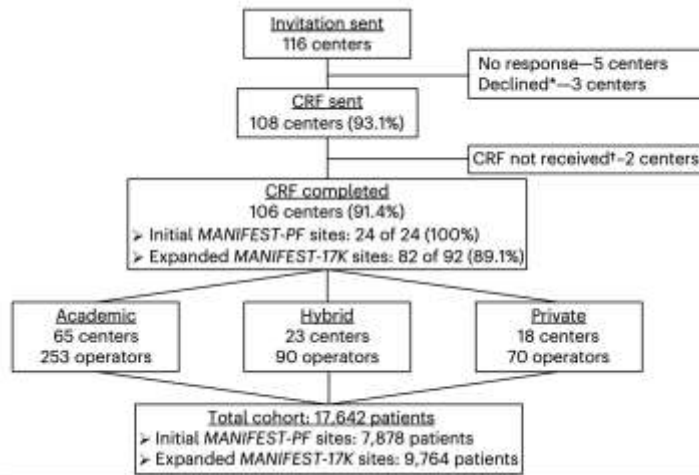 Invitation sent
116 centers
No response—5 centers
Declined*—3 centers
CRF sent
108 centers (93.1%)
CRF not received†-2 centers
CRF completed
106 centers (91.4%)
➢ Initial MANIFEST-PF sites: 24 of 24 (100%)
➢ Expanded MANIFEST-17K sites: 82 of 92 (89.1%)
Academic
65 centers
253 operators
Hybrid
23 centers
90 operators
Private
18 centers
70 operators
Total cohort: 17,642 patients
➢ Initial MANIFEST-PF sites: 7,878 patients
➢ Expanded MANIFEST-17K sites: 9,764 patients